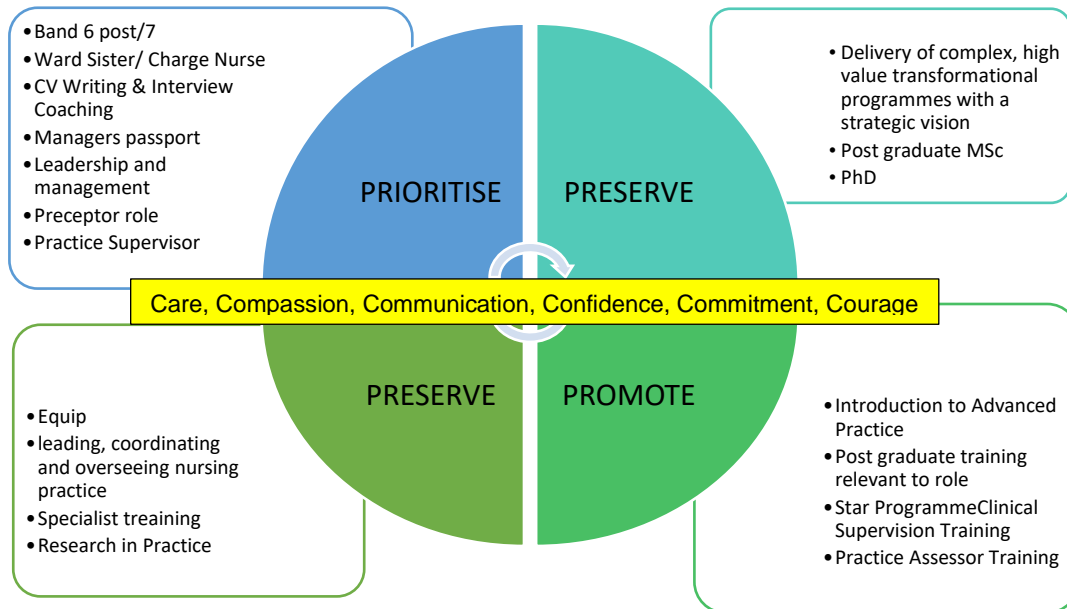 •Band 6 post/7
•Ward Sister/ Charge Nurse
•CV Writing & Interview
Coaching
•Managers passport
•Leadership and
management
•Preceptor role
•Practice Supervisor
• Delivery of complex, high
value transformational
programmes with a
strategic vision
• Post graduate MSc
• PhD
PRIORITISE
PRESERVE
Care, Compassion, Communication, Confidence, Commitment, Courage
PRESERVE
PROMOTE
•Equip
•leading, coordinating
and overseeing nursing
practice
•Specialist treaining
•Research in Practice
•Introduction to Advanced
Practice
•Post graduate training
relevant to role
•Star ProgrammeClinical
Supervision Training
•Practice Assessor Training